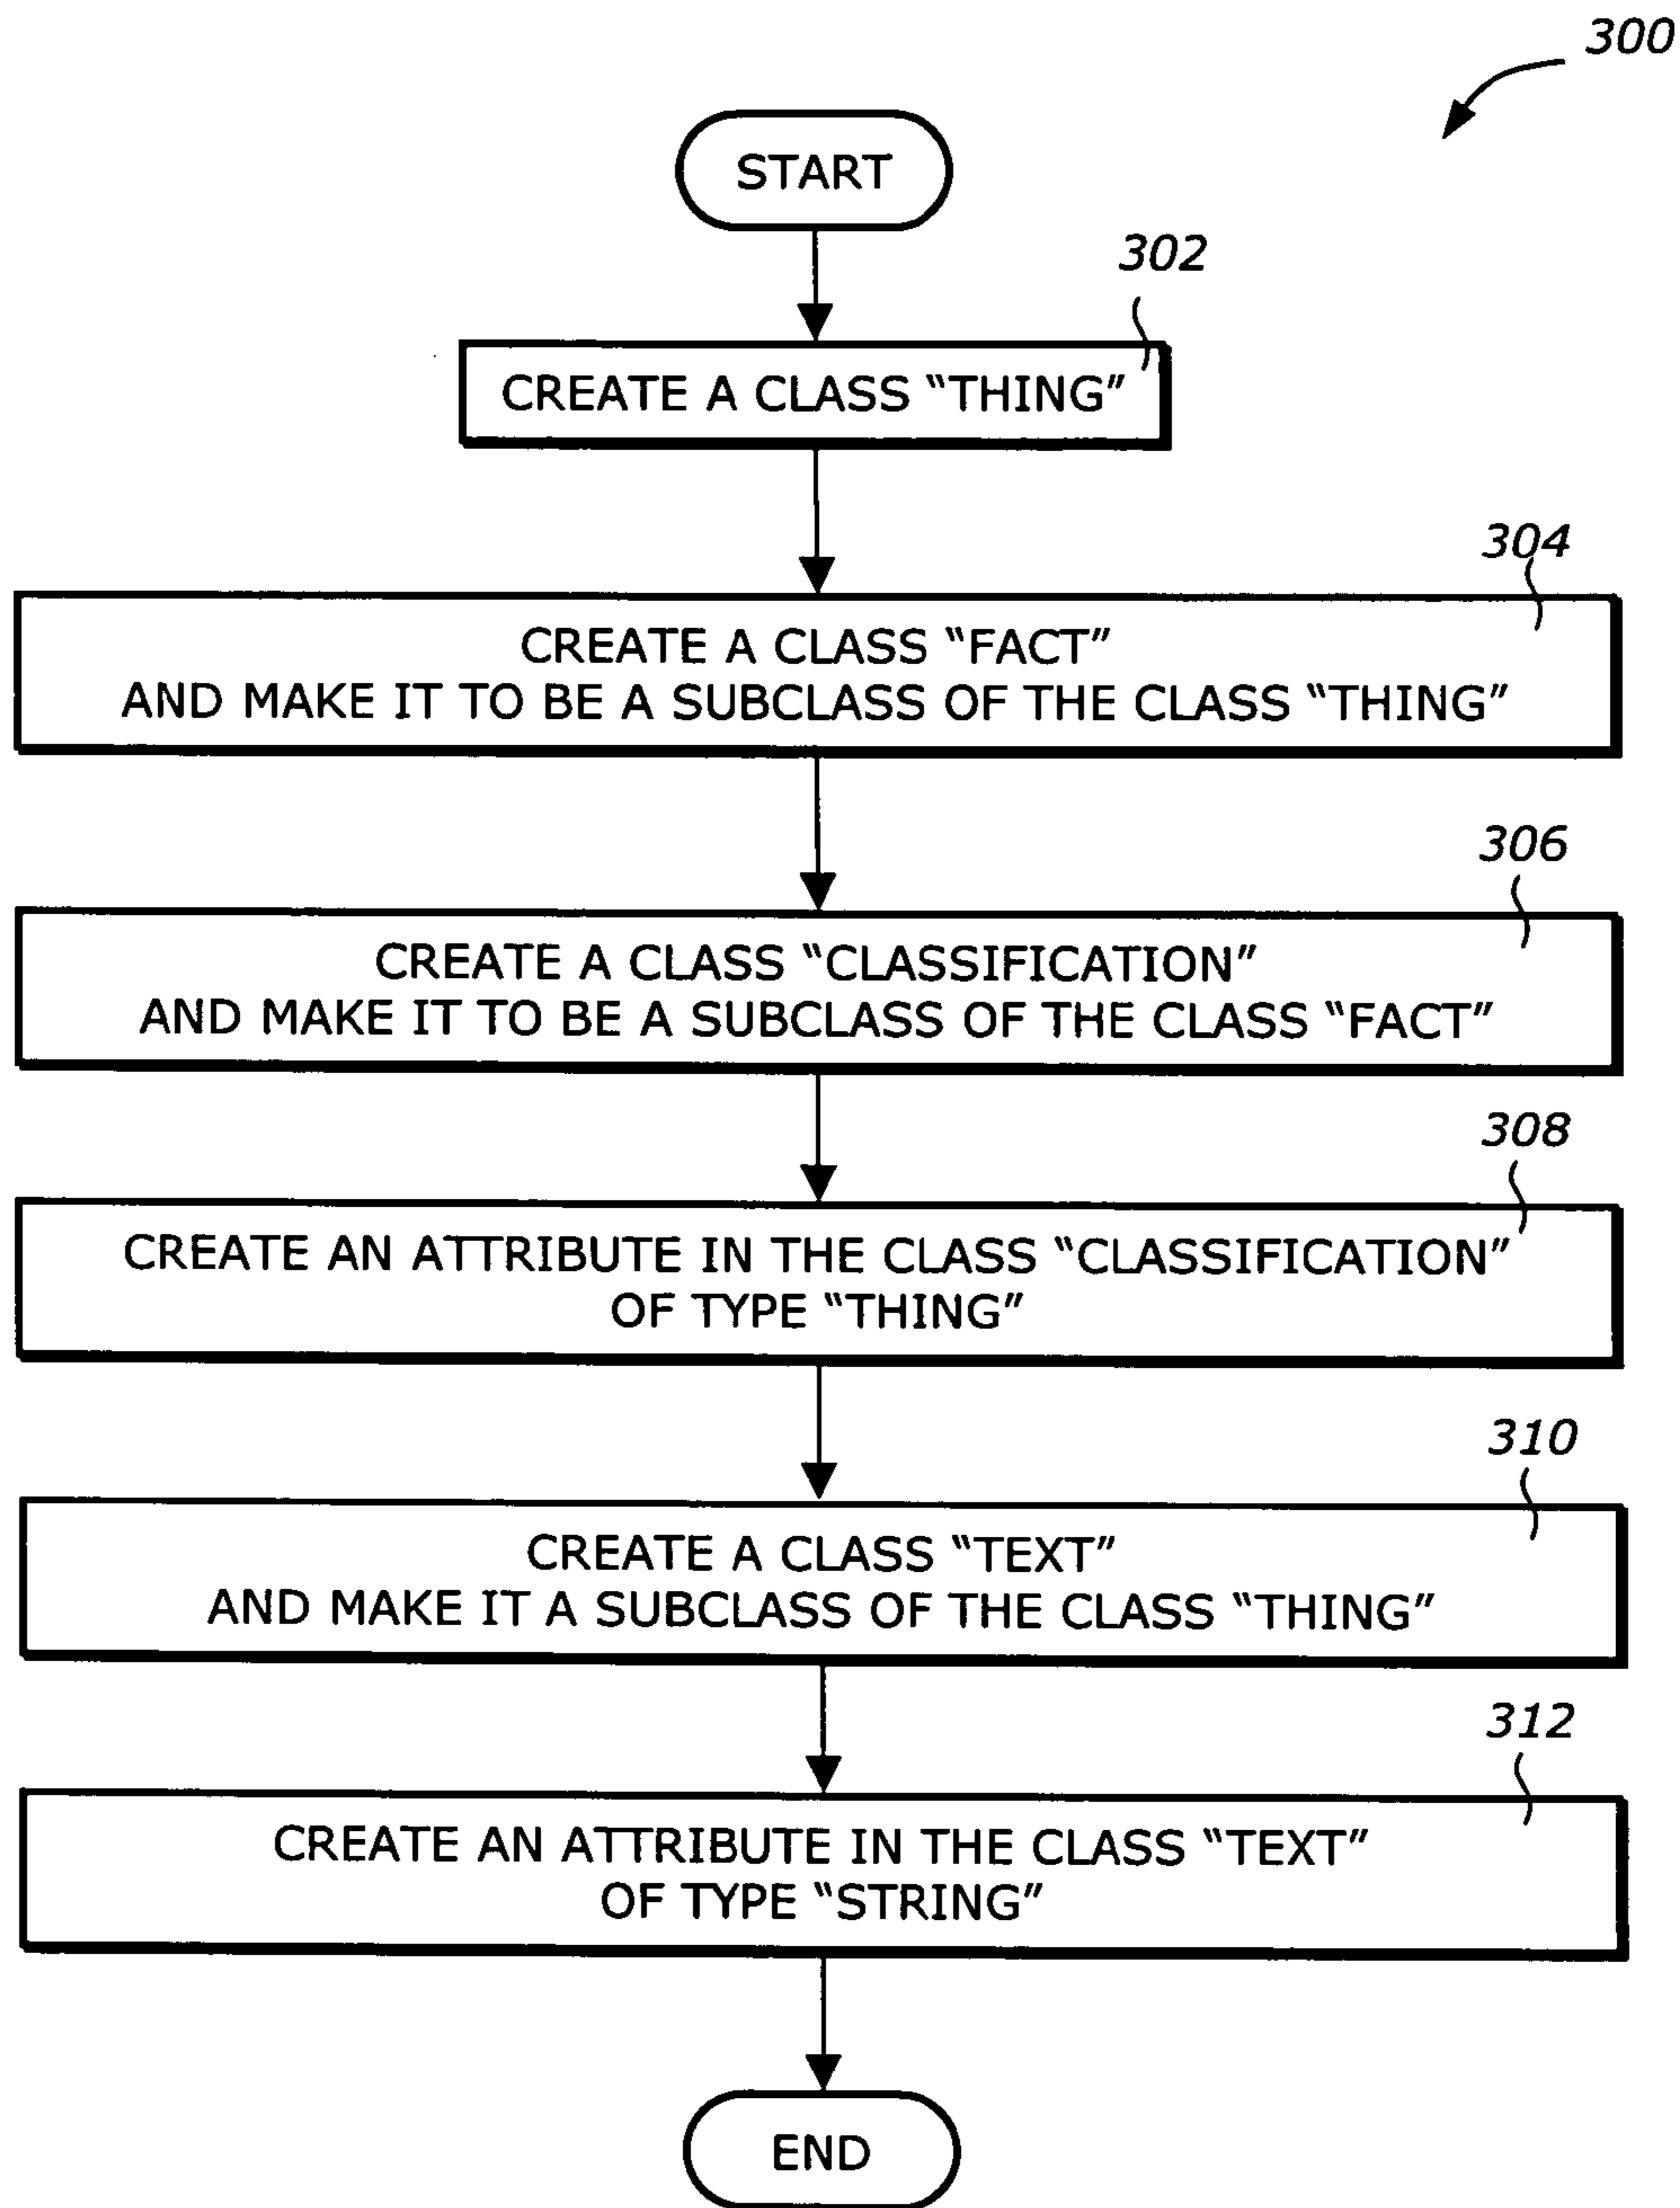 300
START
302
CREATE A CLASS “THING”
304
CREATE A CLASS “FACT”
AND MAKE IT TO BE A SUBCLASS OF THE CLASS “THING”
306
CREATE A CLASS “CLASSIFICATION”
AND MAKE IT TO BE A SUBCLASS OF THE CLASS “FACT”
308
CREATE AN ATTRIBUTE IN THE CLASS “CLASSIFICATION”
OF TYPE “THING”
310
CREATE A CLASS “TEXT”
AND MAKE IT A SUBCLASS OF THE CLASS “THING”
312
CREATE AN ATTRIBUTE IN THE CLASS “TEXT”
OF TYPE “STRING”
END